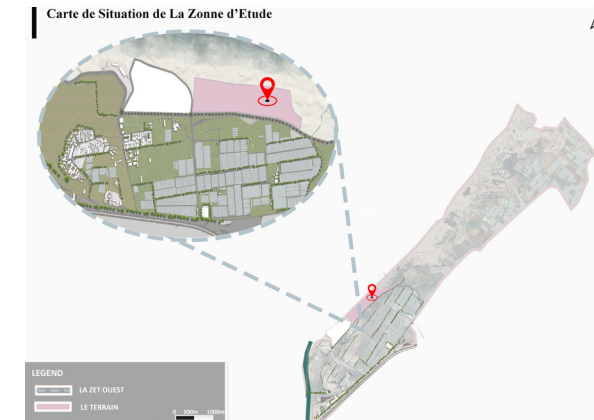 Carte de Situation de La Zonne d'Etude
LEGEND
LA ZET OUEST
LE TERRAIN
0 500m 1000m